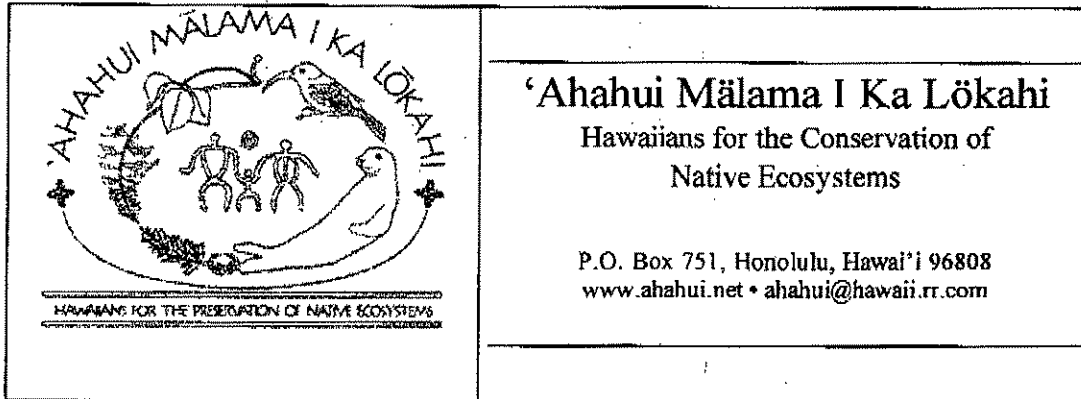 'AHAHUI MĀLAMA I KA LŌKAHI
HAWAIIANS FOR THE PRESERVATION OF NATIVE ECOSYSTEMS
‘Ahahui Mälama I Ka Lökahi
Hawaiians for the Conservation of
Native Ecosystems
P.O. Box 751, Honolulu, Hawai’i 96808
www.ahahui.net • ahahui@hawaii.rr.com